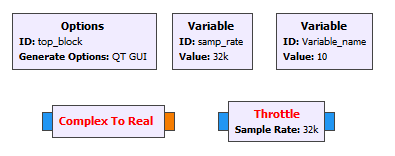 Options
ID: top_block
Generate Options: QT GUI
Variable
ID: samp_rate
Value: 32k
Variable
ID: Variable_name
Value: 10
Complex To Real
Throttle
Sample Rate: 32k